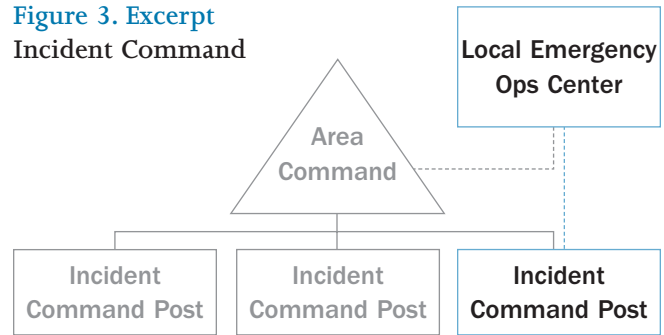 Figure 3. Excerpt
Incident Command
Local Emergency
Ops Center
Area
Command
Incident
Command Post
Incident
Command Post
Incident
Command Post